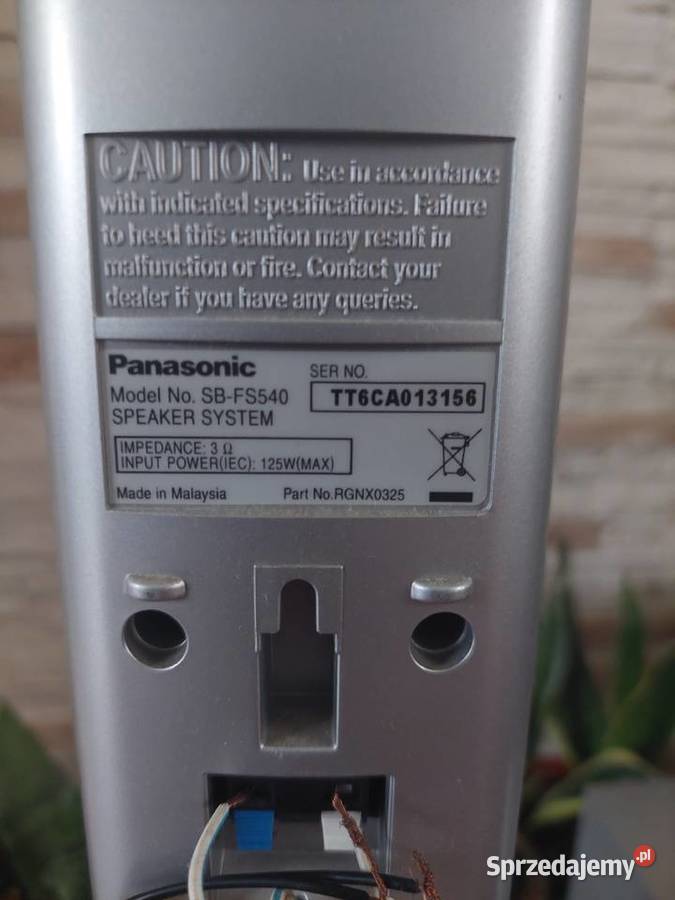 CAUTION: Use in accordance
with indicated specifications. Failure
to heed this caution may result in
malfunction or fire. Contact your
dealer if you have any queries.
Panasonic
Model No. SB-FS540
SPEAKER SYSTEM
SER NO.
TT6CA013156
IMPEDANCE: 3 Ω
INPUT POWER(IEC): 125W(MAX)
Made in Malaysia
Part No.RGNX0325
Sprzedajemy.pl